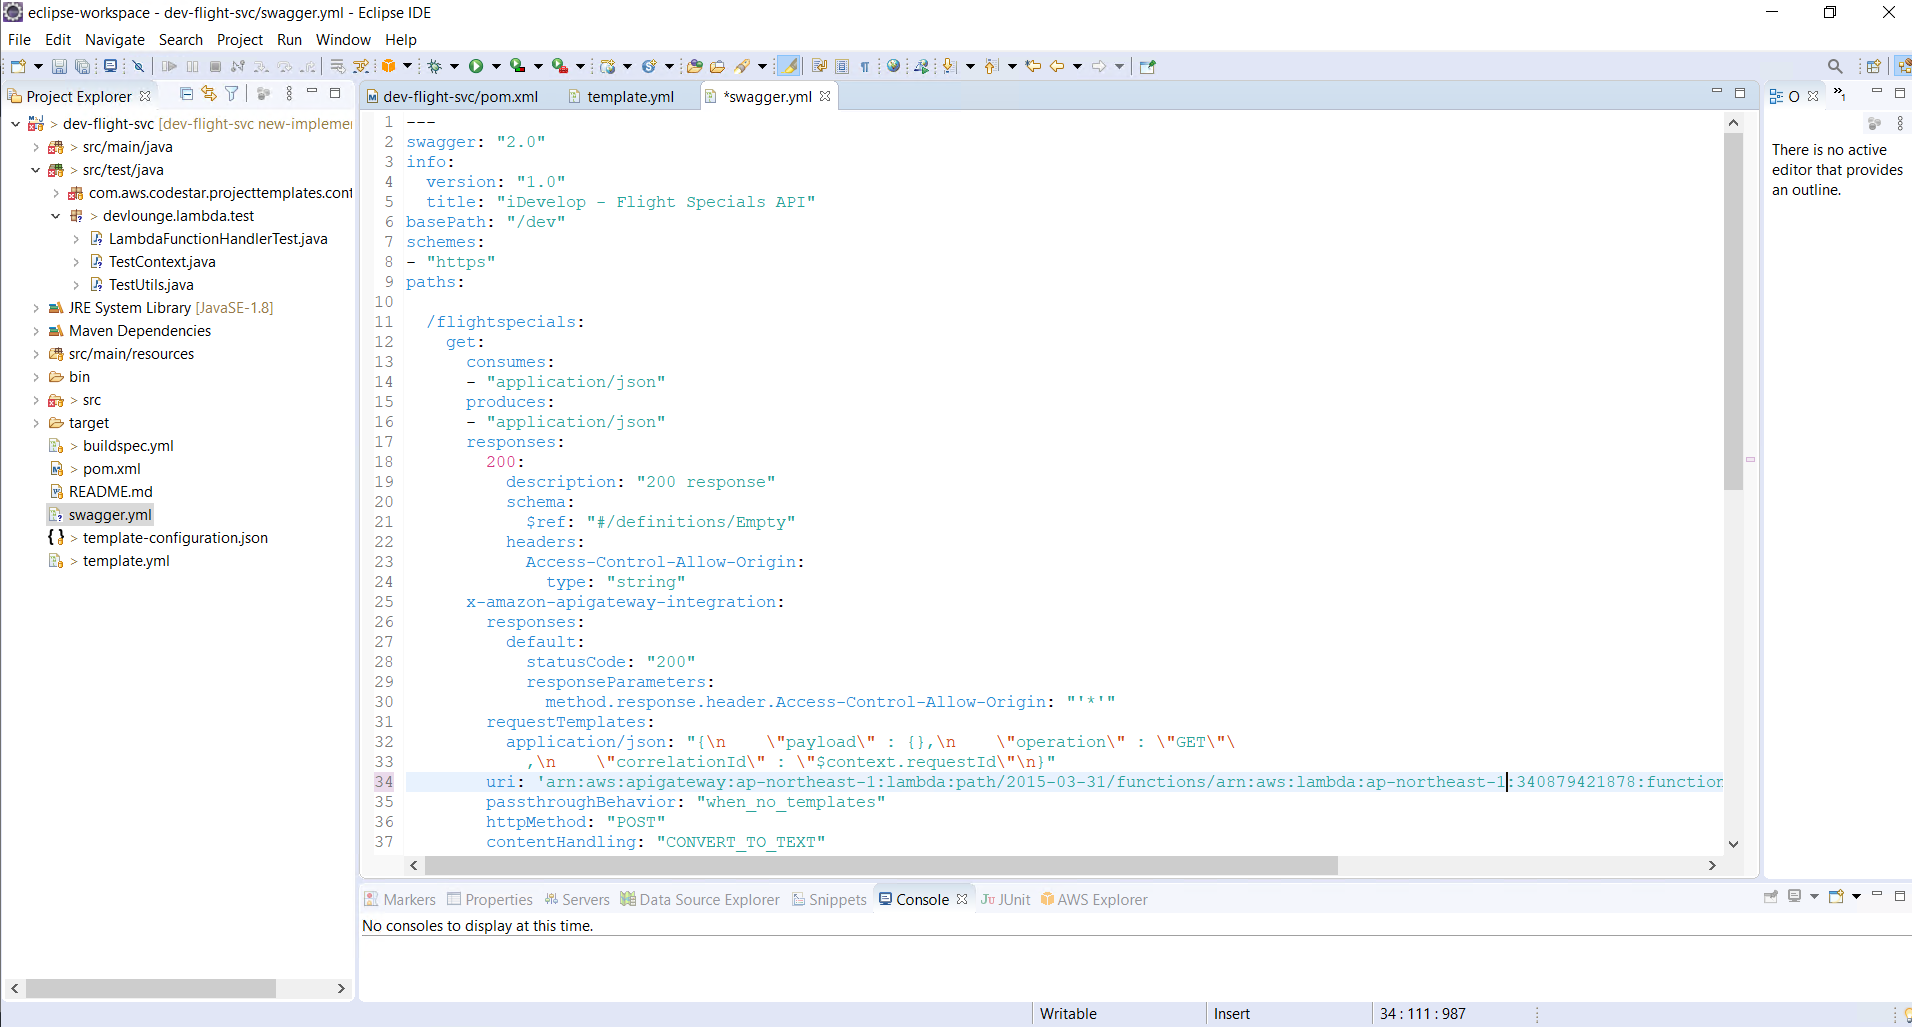 eclipse-workspace - dev-flight-svc/swagger.yml - Eclipse IDE
File Edit Navigate Search Project Run Window Help
Project Explorer
> dev-flight-svc [dev-flight-svc new-implemen
> src/main/java
> src/test/java
com.aws.codestar.projecttemplates.cont
> devlounge.lambda.test
LambdaFunctionHandlerTest.java
TestContext.java
TestUtils.java
JRE System Library [JavaSE-1.8]
Maven Dependencies
src/main/resources
bin
> src
target
> buildspec.yml
> pom.xml
README.md
swagger.yml
{} > template-configuration.json
> template.yml
dev-flight-svc/pom.xml template.yml *swagger.yml
1 ---
2 swagger: "2.0"
3 info:
4 version: "1.0"
5 title: "iDevelop - Flight Specials API"
6 basePath: "/dev"
7 schemes:
8 - "https"
9 paths:
10
11 /flightspecials:
12 get:
13 consumes:
14 - "application/json"
15 produces:
16 - "application/json"
17 responses:
18 200:
19 description: "200 response"
20 schema:
21 $ref: "#/definitions/Empty"
22 headers:
23 Access-Control-Allow-Origin:
24 type: "string"
25 x-amazon-apigateway-integration:
26 responses:
27 default:
28 statusCode: "200"
29 responseParameters:
30 method.response.header.Access-Control-Allow-Origin: "'*'"
31 requestTemplates:
32 application/json: "{\n    \"payload\" : {},\n    \"operation\" : \"GET\"\
33 ,\n    \"correlationId\" : \"$context.requestId\"\n}"
34 uri: 'arn:aws:apigateway:ap-northeast-1:lambda:path/2015-03-31/functions/arn:aws:lambda:ap-northeast-1:340879421878:function
35 passthroughBehavior: "when_no_templates"
36 httpMethod: "POST"
37 contentHandling: "CONVERT_TO_TEXT"
O
There is no active
editor that provides
an outline.
Markers Properties Servers Data Source Explorer Snippets Console JUnit AWS Explorer
No consoles to display at this time.
Writable Insert 34 : 111 : 987